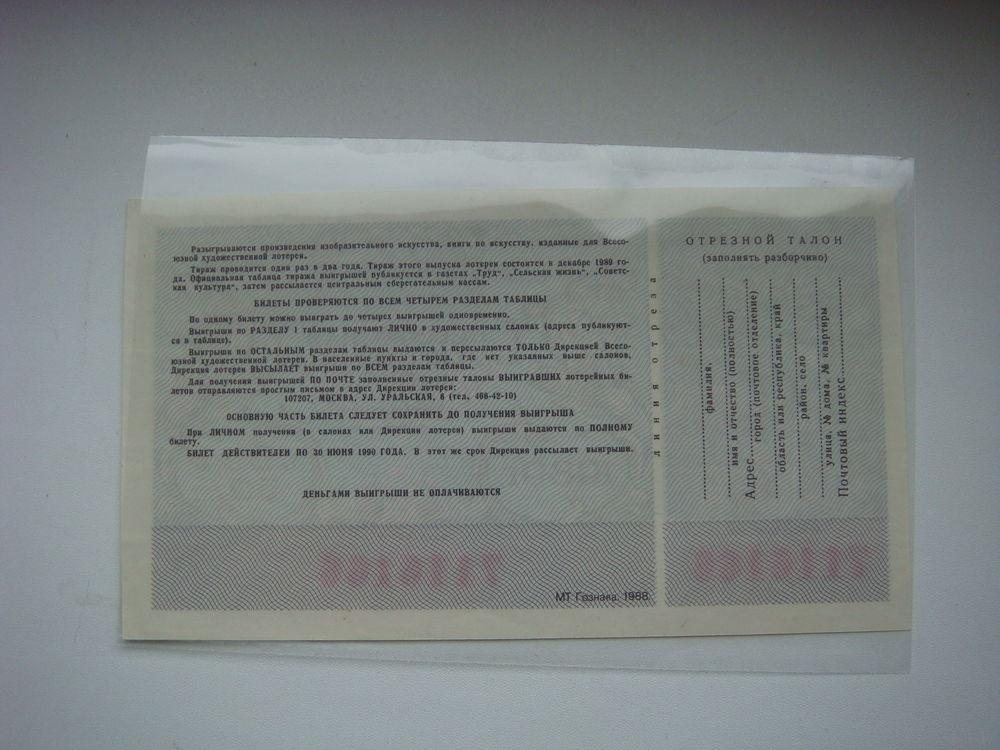 Разыгрываются произведения изобразительного искусства, книги по искусству, изданные для Всесо-
юзной художественной лотереи.
Тираж проводится один раз в два года. Тираж этого выпуска лотереи состоится в декабре 1989 го-
да. Официальная таблица тиража выигрышей публикуется в газетах „Труд“, „Сельская жизнь“, „Советс-
кая культура“, затем рассылается центральным сберегательным кассам.
БИЛЕТЫ ПРОВЕРЯЮТСЯ ПО ВСЕМ ЧЕТЫРЕМ РАЗДЕЛАМ ТАБЛИЦЫ
По одному билету можно выиграть до четырех выигрышей одновременно.
Выигрыши по РАЗДЕЛУ 1 таблицы получают ЛИЧНО в художественных салонах (адреса публикуют-
ся в таблице).
Выигрыши по ОСТАЛЬНЫМ разделам таблицы выдаются и пересылаются ТОЛЬКО Дирекцией Всесо-
юзной художественной лотереи. В населенные пункты и города, где нет указанных выше салонов,
Дирекция лотереи ВЫСЫЛАЕТ выигрыши по ВСЕМ разделам таблицы.
Для получения выигрышей ПО ПОЧТЕ заполненные отрезные талоны ВЫИГРАВШИХ лотерейных би-
летов отправляются простым письмом в адрес Дирекции лотереи:
107207, МОСКВА, УЛ. УРАЛЬСКАЯ, 6 (тел. 466-42-10)
ОСНОВНУЮ ЧАСТЬ БИЛЕТА СЛЕДУЕТ СОХРАНИТЬ ДО ПОЛУЧЕНИЯ ВЫИГРЫША
При ЛИЧНОМ получении (в салонах или Дирекции лотереи) выигрыши выдаются по ПОЛНОМУ
билету.
БИЛЕТ ДЕЙСТВИТЕЛЕН ПО 30 ИЮНЯ 1990 ГОДА. В этот же срок Дирекция рассылает выигрыши.
ДЕНЬГАМИ ВЫИГРЫШИ НЕ ОПЛАЧИВАЮТСЯ
МТ Гознака. 1988.
линия отреза
ОТРЕЗНОЙ ТАЛОН
(заполнять разборчиво)
фамилия,
имя и отчество (полностью)
Адрес
город (почтовое отделение)
область или республика, край
район, село
улица, № дома, № квартиры
Почтовый индекс